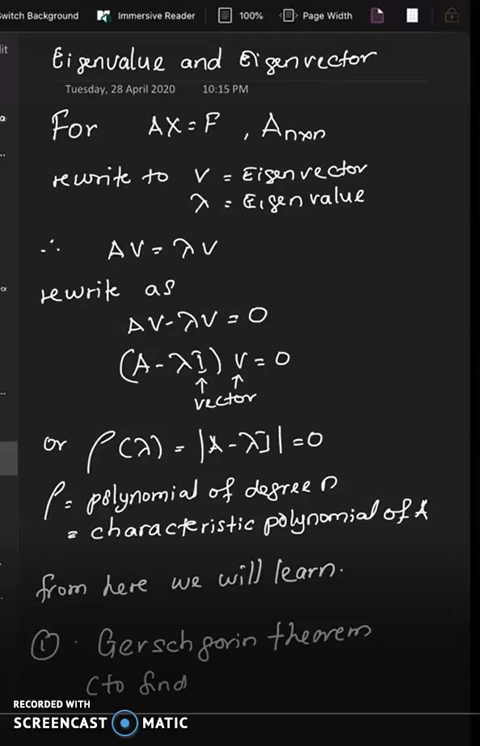 Switch Background Immersive Reader 100% Page Width
Eigenvalue and Eigenvector
Tuesday, 28 April 2020 10:15 PM
For AX=F , Anxn
rewrite to V = Eigenvector
λ = Eigenvalue
∴ AV=λV
rewrite as
AV-λV=0
(A-λI)V=0
↑ ↑
vector
or ρ(λ) = |A-λI|=0
ρ= polynomial of degree n
= characteristic polynomial of A
from here we will learn.
① . Gerschgorin theorem
(to find
RECORDED WITH
SCREENCAST MATIC